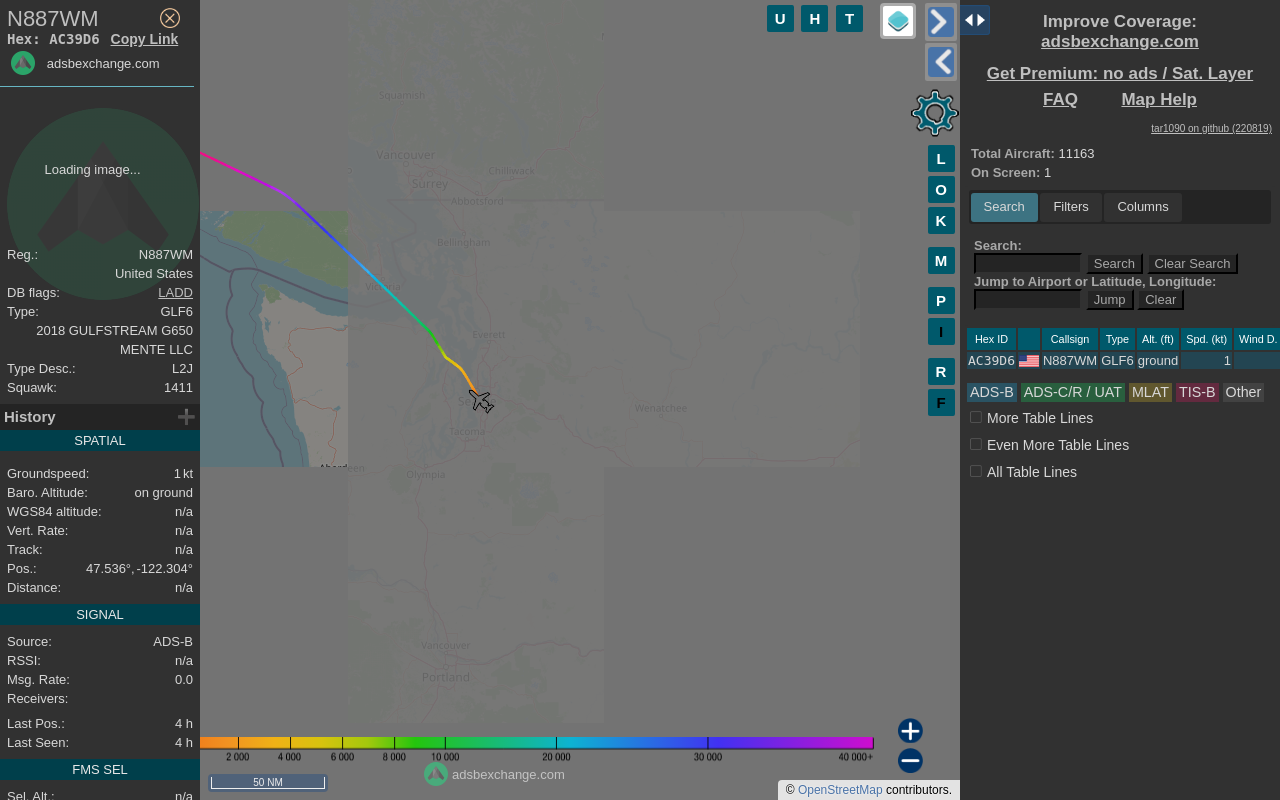 N887WM
Hex: AC39D6 Copy Link
adsbexchange.com
Loading image...
Reg.: N887WM
United States
DB flags: LADD
Type: GLF6
2018 GULFSTREAM G650
MENTE LLC
Type Desc.: L2J
Squawk: 1411
History
SPATIAL
Groundspeed: 1 kt
Baro. Altitude: on ground
WGS84 altitude: n/a
Vert. Rate: n/a
Track: n/a
Pos.: 47.536°, -122.304°
Distance: n/a
SIGNAL
Source: ADS-B
RSSI: n/a
Msg. Rate: 0.0
Receivers:
Last Pos.: 4 h
Last Seen: 4 h
FMS SEL
Sel. Alt.: n/a
U H T
Squamish
Vancouver
Surrey
Chilliwack
Abbotsford
Bellingham
Victoria
Everett
Wenatchee
Tacoma
Olympia
Vancouver
Portland
L
O
K
M
P
I
R
F
2 000 4 000 6 000 8 000 10 000 20 000 30 000 40 000+
adsbexchange.com
50 NM
© OpenStreetMap contributors.
Improve Coverage:
adsbexchange.com
Get Premium: no ads / Sat. Layer
FAQ Map Help
tar1090 on github (220819)
Total Aircraft: 11163
On Screen: 1
Search Filters Columns
Search:
Search Clear Search
Jump to Airport or Latitude, Longitude:
Jump Clear
Hex ID Callsign Type Alt. (ft) Spd. (kt) Wind D.
AC39D6 N887WM GLF6 ground 1
ADS-B ADS-C/R / UAT MLAT TIS-B Other
More Table Lines
Even More Table Lines
All Table Lines